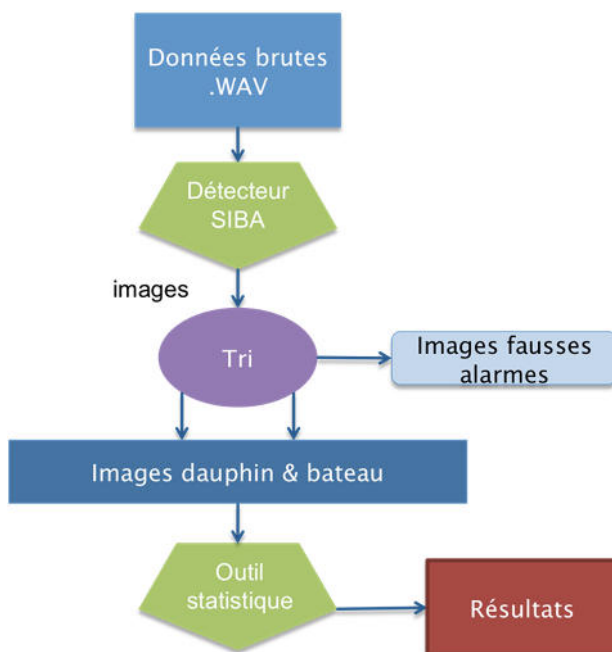 Données brutes
.WAV
Détecteur
SIBA
images
Tri
Images fausses
alarmes
Images dauphin & bateau
Outil
statistique
Résultats